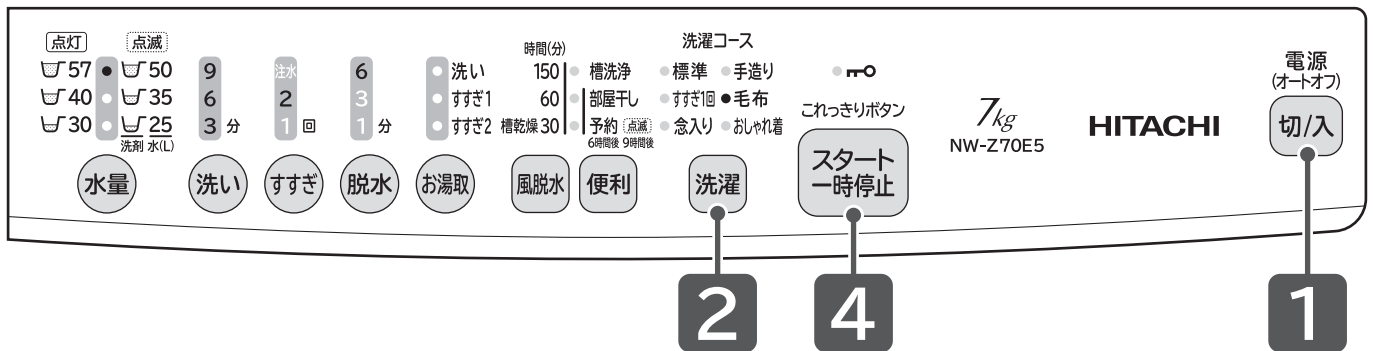 点灯 点滅
57 50
40 35
30 25
洗剤 水(L)
水量
9
6
3 分
洗い
注水
2
1 回
すすぎ
6
3
1 分
脱水
洗い
すすぎ1
すすぎ2
お湯取
時間(分)
150
60
槽乾燥 30
風脱水
槽洗浄
部屋干し
予約 点滅
6時間後 9時間後
便利
洗濯コース
標準 手造り
すすぎ1回 毛布
念入り おしゃれ着
洗濯
これっきりボタン
スタート
一時停止
7kg
NW-Z70E5
HITACHI
電源
(オートオフ)
切/入
2
4
1